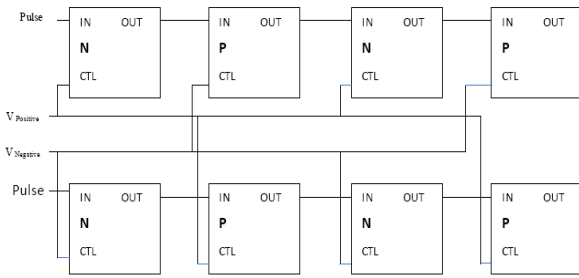 Pulse IN OUT IN OUT IN OUT IN OUT
N P N P
CTL CTL CTL CTL
V Positive
V Negative
Pulse IN OUT IN OUT IN OUT IN OUT
N P N P
CTL CTL CTL CTL